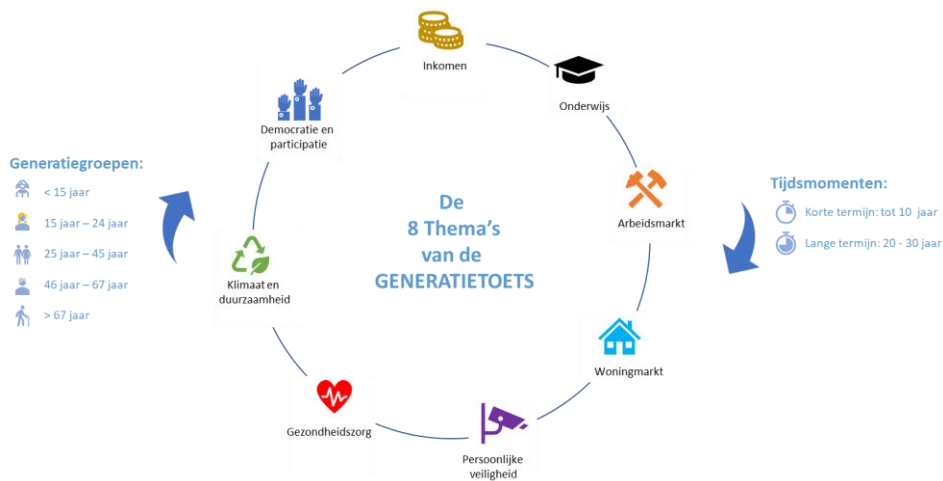 Inkomen
Onderwijs
Democratie en
participatie
Generatiegroepen:
< 15 jaar
15 jaar – 24 jaar
25 jaar – 45 jaar
46 jaar – 67 jaar
> 67 jaar
De
8 Thema's
van de
GENERATIETOETS
Arbeidsmarkt
Tijdsmomenten:
Korte termijn: tot 10 jaar
Lange termijn: 20 - 30 jaar
Klimaat en
duurzaamheid
Woningmarkt
Gezondheidszorg
Persoonlijke
veiligheid